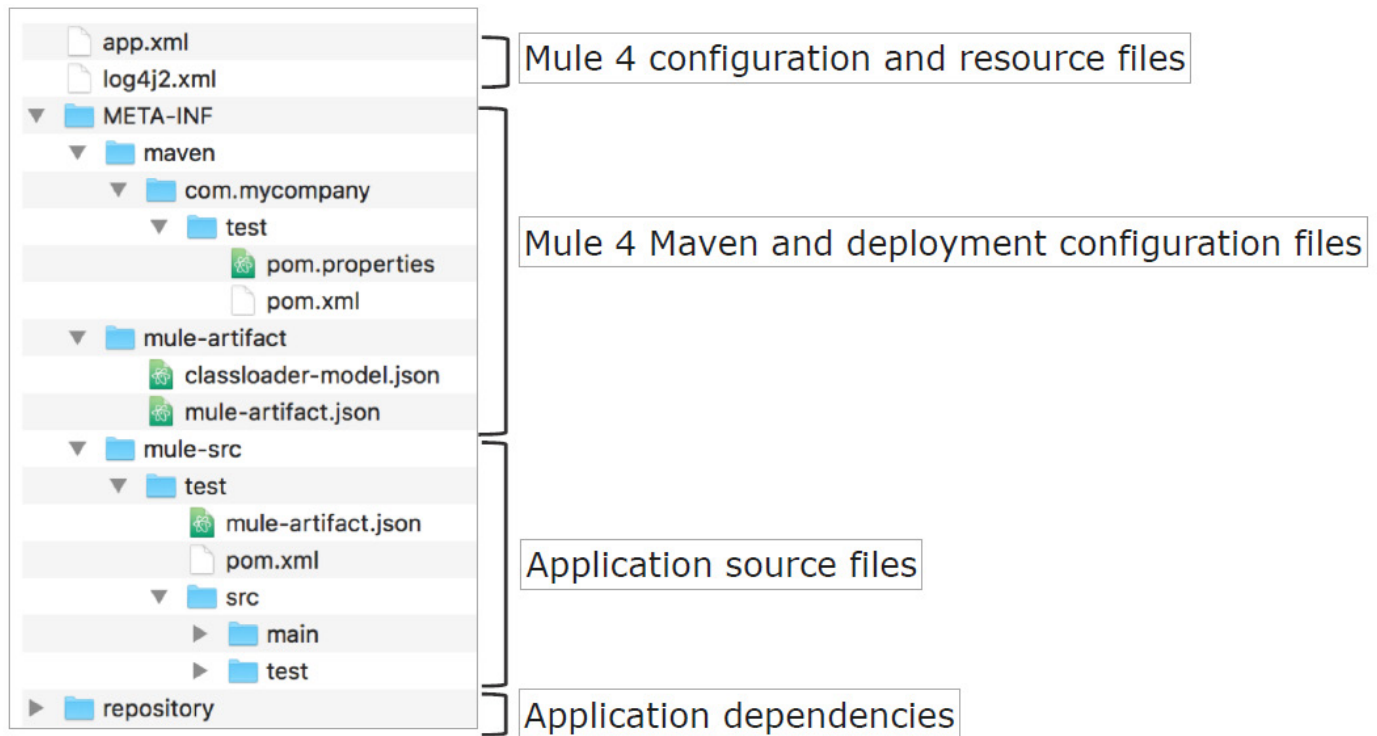 app.xml
log4j2.xml
Mule 4 configuration and resource files
META-INF
maven
com.mycompany
test
pom.properties
pom.xml
mule-artifact
classloader-model.json
mule-artifact.json
Mule 4 Maven and deployment configuration files
mule-src
test
mule-artifact.json
pom.xml
src
main
test
Application source files
repository
Application dependencies